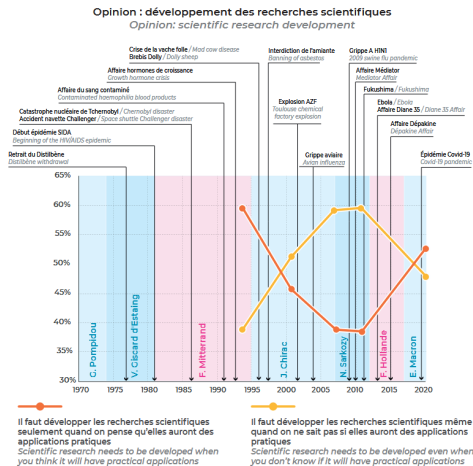 Opinion : développement des recherches scientifiques
Opinion: scientific research development
Crise de la vache folle / Mad cow disease
Brebis Dolly / Dolly sheep
Interdiction de l'amiante
Banning of asbestos
Grippe A H1N1
2009 swine flu pandemic
Affaire hormones de croissance
Growth hormone crisis
Affaire Médiator
Mediator Affair
Affaire du sang contaminé
Contaminated haemophilia blood products
Fukushima / Fukushima
Explosion AZF
Toulouse chemical
factory explosion
Ebola / Ebola
Affaire Diane 35 / Diane 35 Affair
Catastrophe nucléaire de Tchernobyl / Chernobyl disaster
Accident navette Challenger / Space shuttle Challenger disaster
Affaire Dépakine
Dépakine Affair
Début épidémie SIDA
Beginning of the HIV/AIDS epidemic
Retrait du Distilbène
Distilbène withdrawal
Grippe aviaire
Avian influenza
Épidémie Covid-19
Covid-19 pandemic
65%
60%
55%
50%
45%
40%
35%
30%
C. Pompidou
V. Giscard d'Estaing
F. Mitterrand
J. Chirac
N. Sarkozy
F. Hollande
E. Macron
1970 1975 1980 1985 1990 1995 2000 2005 2010 2015 2020
Il faut développer les recherches scientifiques
seulement quand on pense qu'elles auront des
applications pratiques
Scientific research needs to be developed when
you think it will have practical applications
Il faut développer les recherches scientifiques même
quand on ne sait pas si elles auront des applications
pratiques
Scientific research needs to be developed even when
you don't know if it will have practical applications